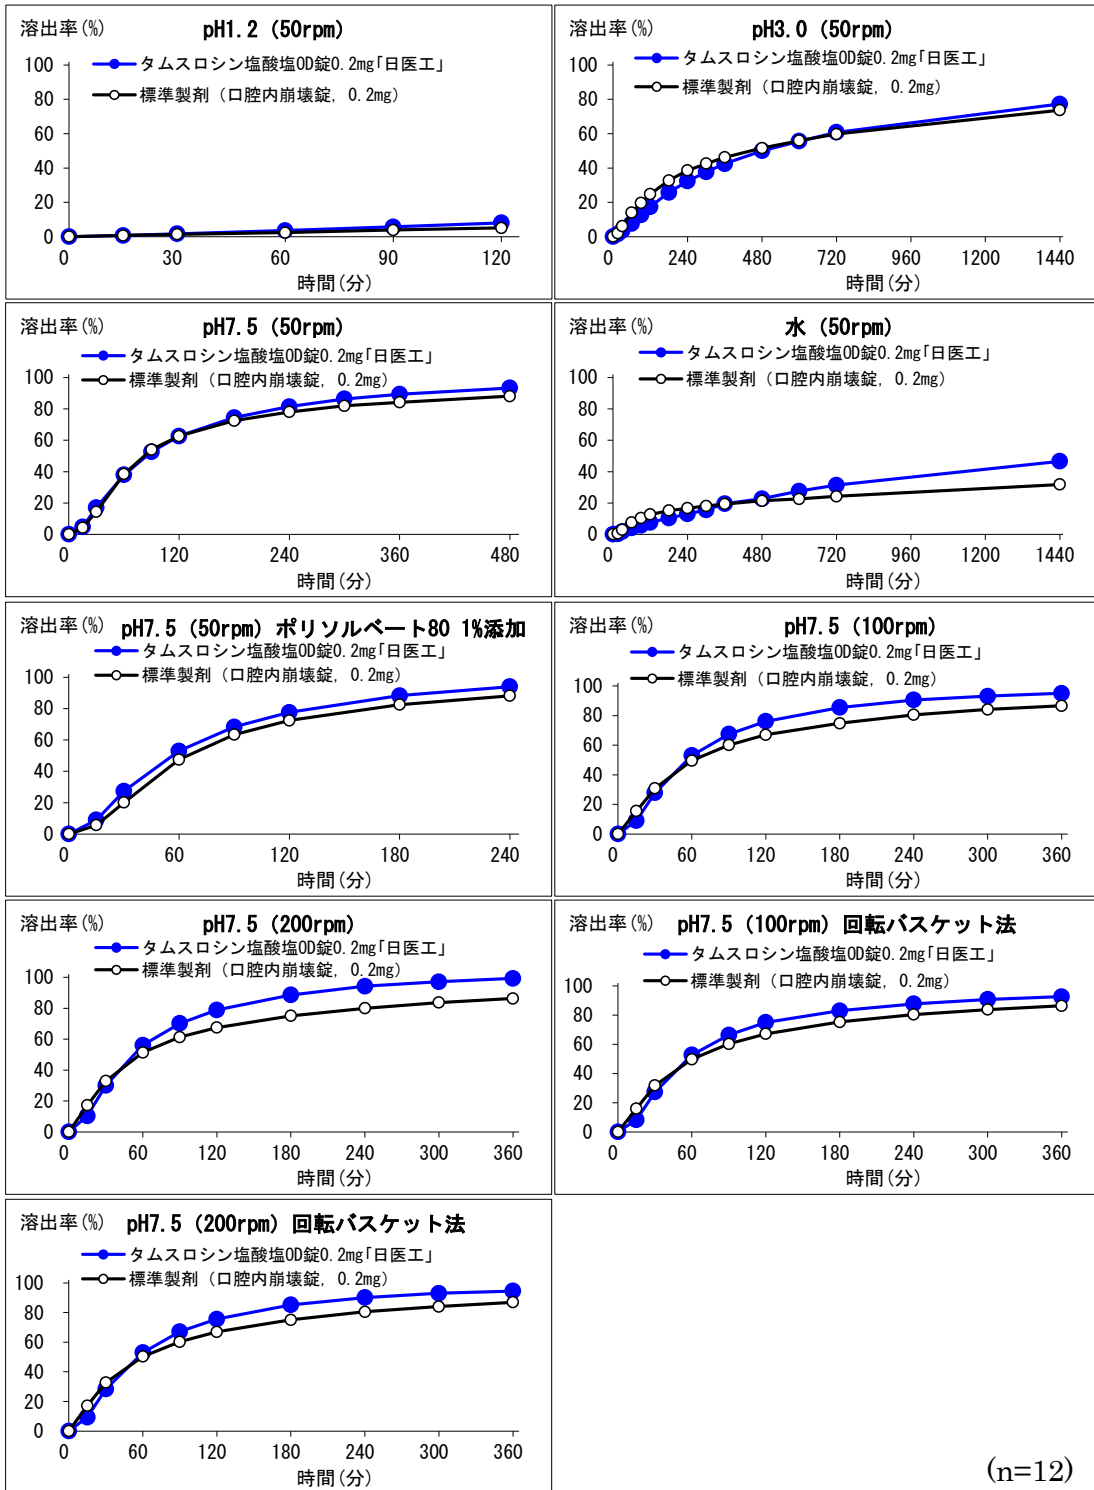 溶出率(%)
pH1.2 (50rpm)
タムスロシン塩酸塩OD錠0.2mg「日医工」
標準製剤（口腔内崩壊錠, 0.2mg）
100
80
60
40
20
0
0 30 60 90 120
時間(分)
溶出率(%)
pH3.0 (50rpm)
タムスロシン塩酸塩OD錠0.2mg「日医工」
標準製剤（口腔内崩壊錠, 0.2mg）
100
80
60
40
20
0
0 240 480 720 960 1200 1440
時間(分)
溶出率(%)
pH7.5 (50rpm)
タムスロシン塩酸塩OD錠0.2mg「日医工」
標準製剤（口腔内崩壊錠, 0.2mg）
100
80
60
40
20
0
0 120 240 360 480
時間(分)
溶出率(%)
水 (50rpm)
タムスロシン塩酸塩OD錠0.2mg「日医工」
標準製剤（口腔内崩壊錠, 0.2mg）
100
80
60
40
20
0
0 240 480 720 960 1200 1440
時間(分)
溶出率(%)
pH7.5 (50rpm) ポリソルベート80 1%添加
タムスロシン塩酸塩OD錠0.2mg「日医工」
標準製剤（口腔内崩壊錠, 0.2mg）
100
80
60
40
20
0
0 60 120 180 240
時間(分)
溶出率(%)
pH7.5 (100rpm)
タムスロシン塩酸塩OD錠0.2mg「日医工」
標準製剤（口腔内崩壊錠, 0.2mg）
100
80
60
40
20
0
0 60 120 180 240 300 360
時間(分)
溶出率(%)
pH7.5 (200rpm)
タムスロシン塩酸塩OD錠0.2mg「日医工」
標準製剤（口腔内崩壊錠, 0.2mg）
100
80
60
40
20
0
0 60 120 180 240 300 360
時間(分)
溶出率(%)
pH7.5 (100rpm) 回転バスケット法
タムスロシン塩酸塩OD錠0.2mg「日医工」
標準製剤（口腔内崩壊錠, 0.2mg）
100
80
60
40
20
0
0 60 120 180 240 300 360
時間(分)
溶出率(%)
pH7.5 (200rpm) 回転バスケット法
タムスロシン塩酸塩OD錠0.2mg「日医工」
標準製剤（口腔内崩壊錠, 0.2mg）
100
80
60
40
20
0
0 60 120 180 240 300 360
時間(分)
(n=12)